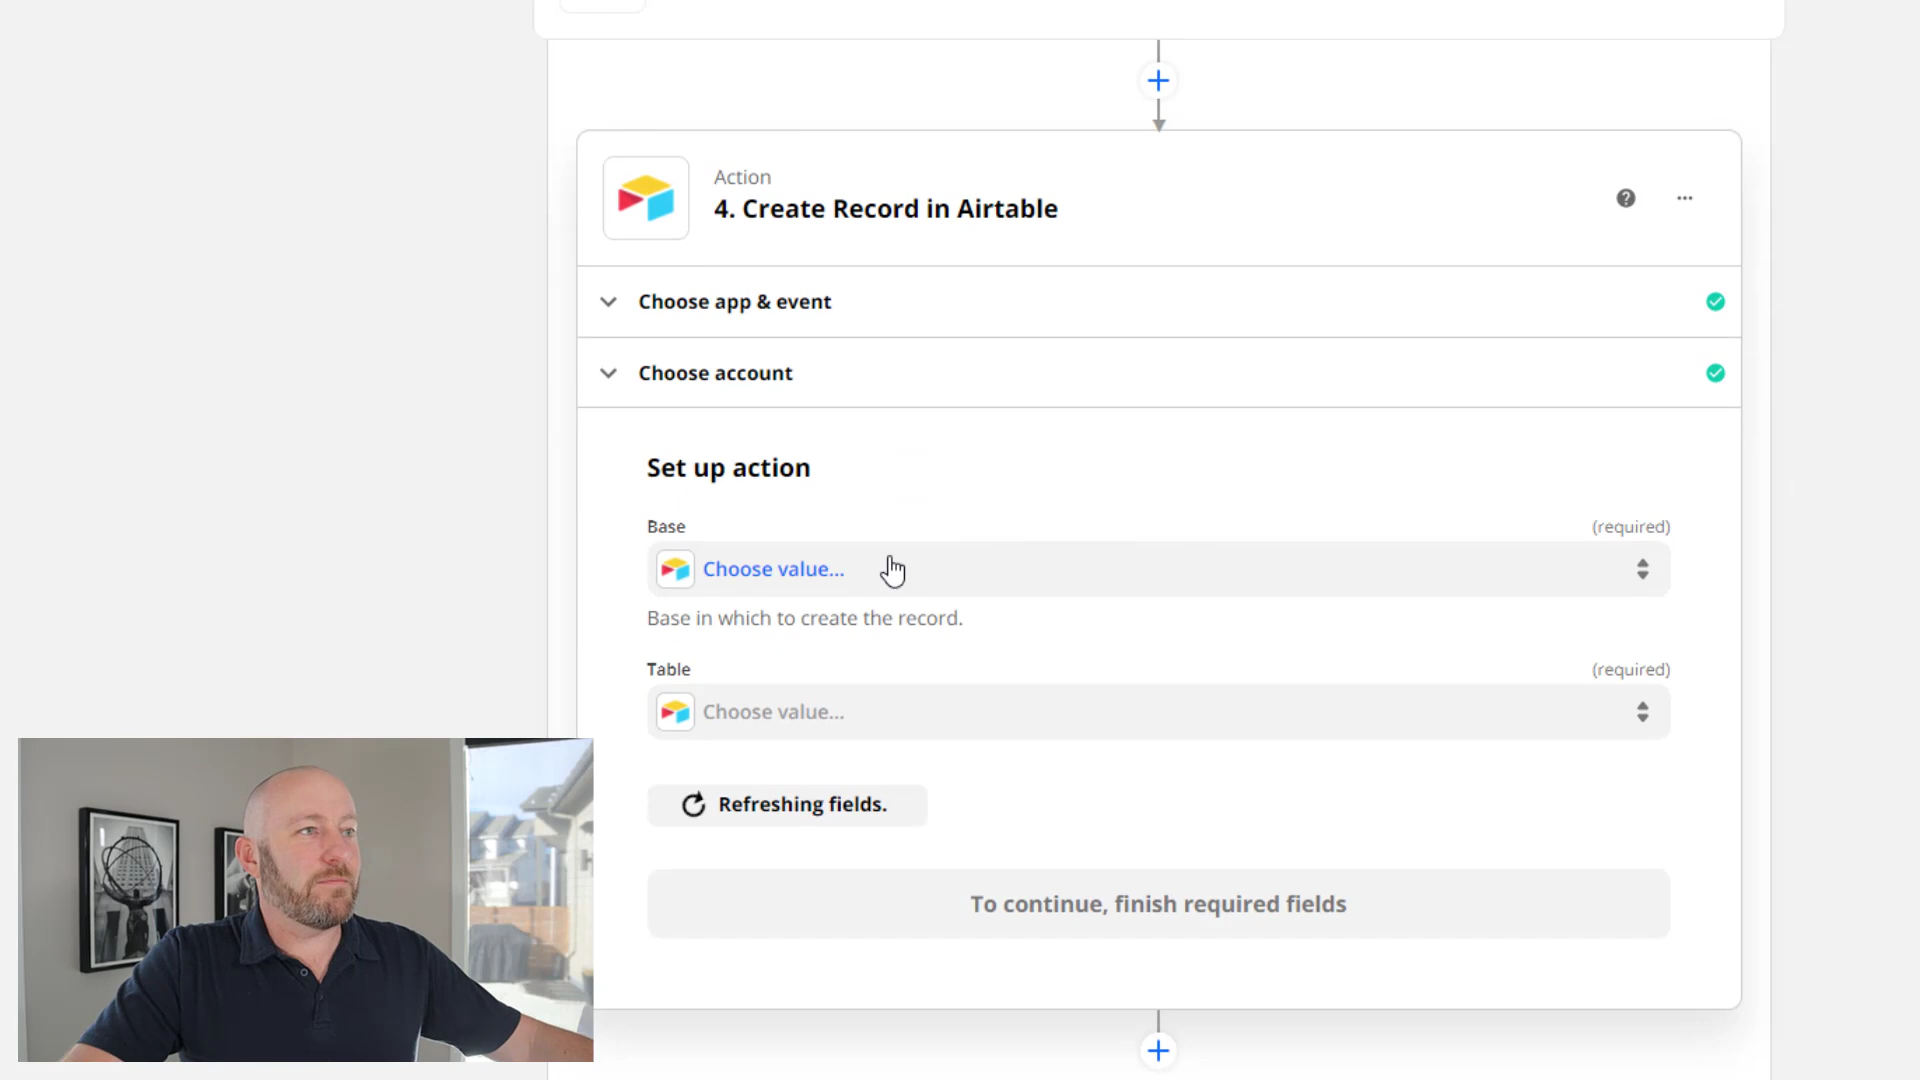 Action
4. Create Record in Airtable
Choose app & event
Choose account
Set up action
Base
(required)
Choose value...
Base in which to create the record.
Table
(required)
Choose value...
Refreshing fields.
To continue, finish required fields